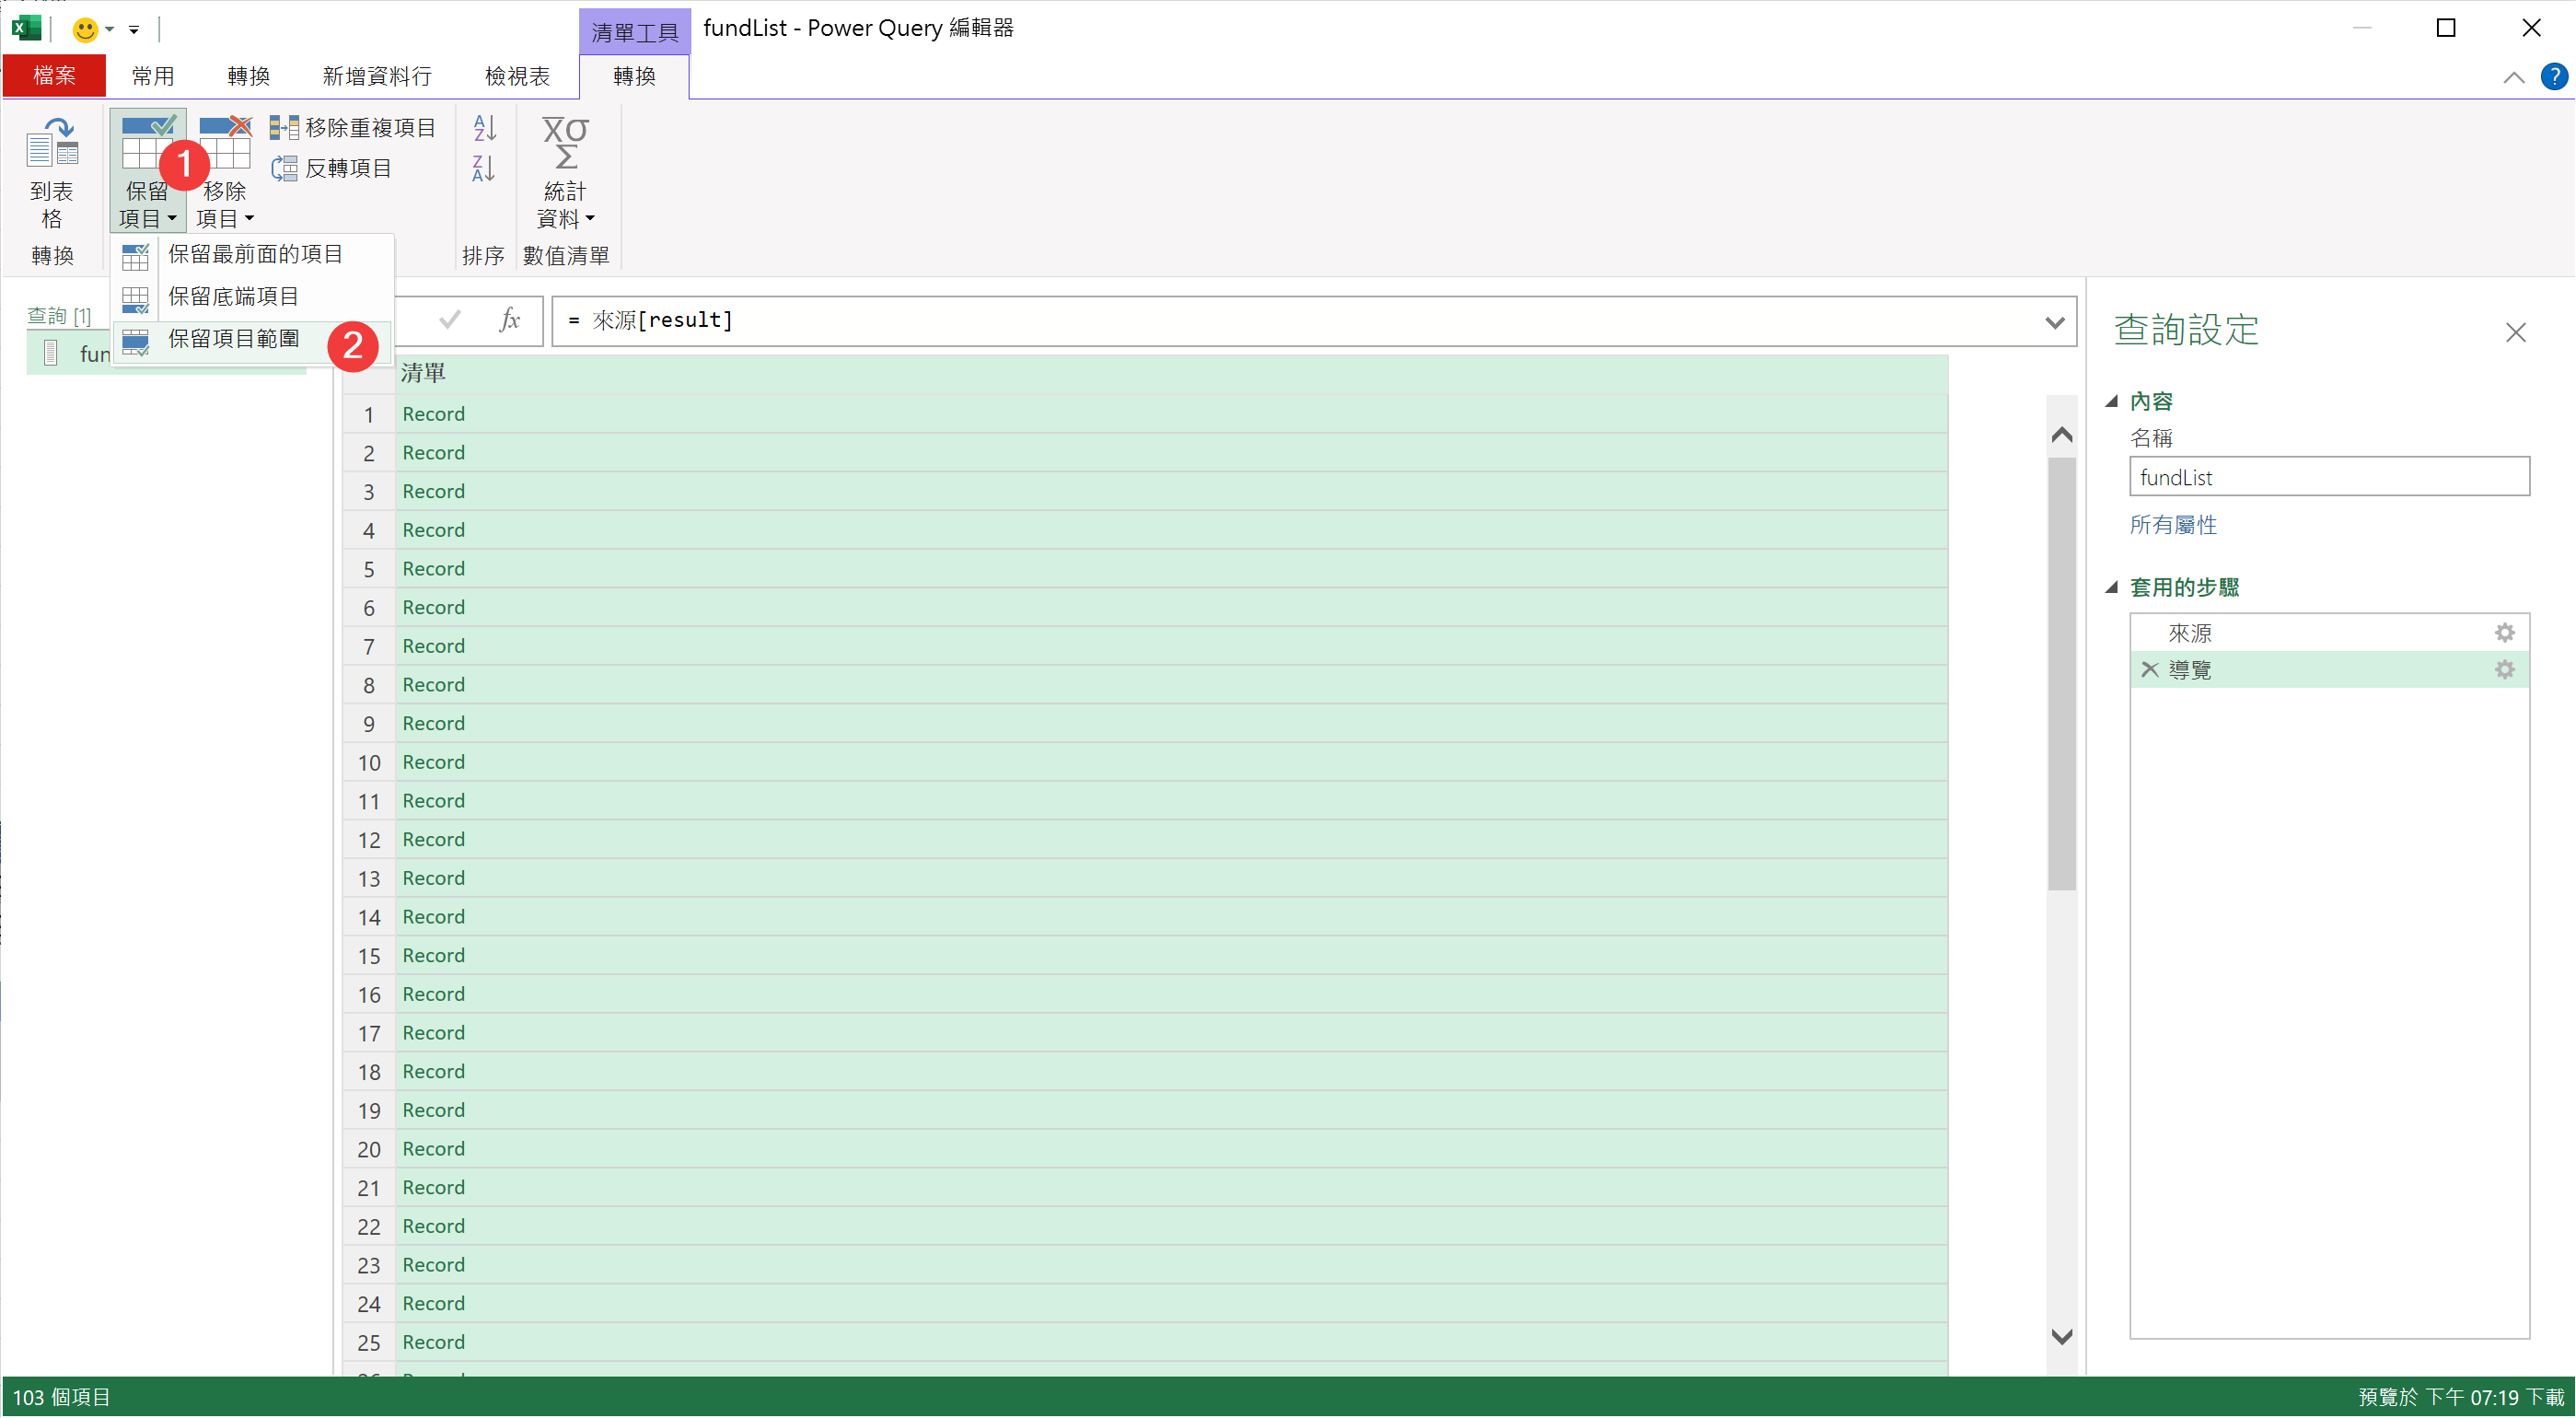 清單工具
fundList - Power Query 編輯器
檔案
常用
轉換
新增資料行
檢視表
轉換
?
到表
格
轉換
保留
項目
1
移除
項目
移除重複項目
反轉項目
A
Z
Z
A
排序
X̅σ
Σ
統計
資料
數值清單
保留最前面的項目
保留底端項目
保留項目範圍
2
查詢 [1]
fun
fx
= 來源[result]
清單
1 Record
2 Record
3 Record
4 Record
5 Record
6 Record
7 Record
8 Record
9 Record
10 Record
11 Record
12 Record
13 Record
14 Record
15 Record
16 Record
17 Record
18 Record
19 Record
20 Record
21 Record
22 Record
23 Record
24 Record
25 Record
查詢設定
內容
名稱
fundList
所有屬性
套用的步驟
來源
導覽
103 個項目
預覽於 下午 07:19 下載